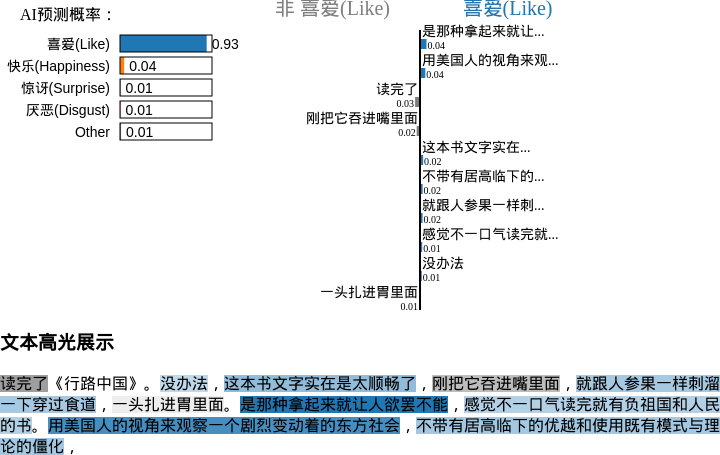 AI预测概率：
喜爱(Like)
0.93
快乐(Happiness)
0.04
惊讶(Surprise)
0.01
厌恶(Disgust)
0.01
Other
0.01
非 喜爱(Like)
喜爱(Like)
是那种拿起来就让...
0.04
用美国人的视角来观...
0.04
读完了
0.03
刚把它吞进嘴里面
0.02
这本书文字实在...
0.02
不带有居高临下的...
0.02
就跟人参果一样刺...
0.02
感觉不一口气读完就...
0.01
没办法
0.01
一头扎进胃里面
0.01
文本高光展示
读完了《行路中国》。没办法，这本书文字实在是太顺畅了，刚把它吞进嘴里面，就跟人参果一样刺溜
一下穿过食道，一头扎进胃里面。是那种拿起来就让人欲罢不能，感觉不一口气读完就有负祖国和人民
的书。用美国人的视角来观察一个剧烈变动着的东方社会，不带有居高临下的优越和使用既有模式与理
论的僵化，